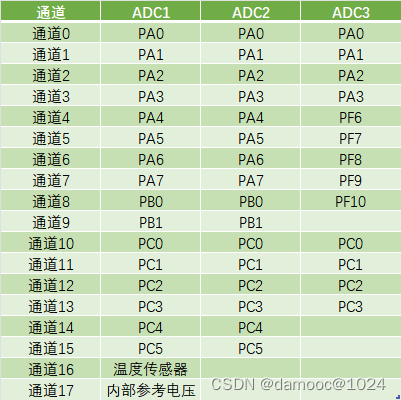 通道 ADC1 ADC2 ADC3
通道0 PA0 PA0 PA0
通道1 PA1 PA1 PA1
通道2 PA2 PA2 PA2
通道3 PA3 PA3 PA3
通道4 PA4 PA4 PF6
通道5 PA5 PA5 PF7
通道6 PA6 PA6 PF8
通道7 PA7 PA7 PF9
通道8 PB0 PB0 PF10
通道9 PB1 PB1
通道10 PC0 PC0 PC0
通道11 PC1 PC1 PC1
通道12 PC2 PC2 PC2
通道13 PC3 PC3 PC3
通道14 PC4 PC4
通道15 PC5 PC5
通道16 温度传感器
通道17 内部参考电压
CSDN @damooc@1024